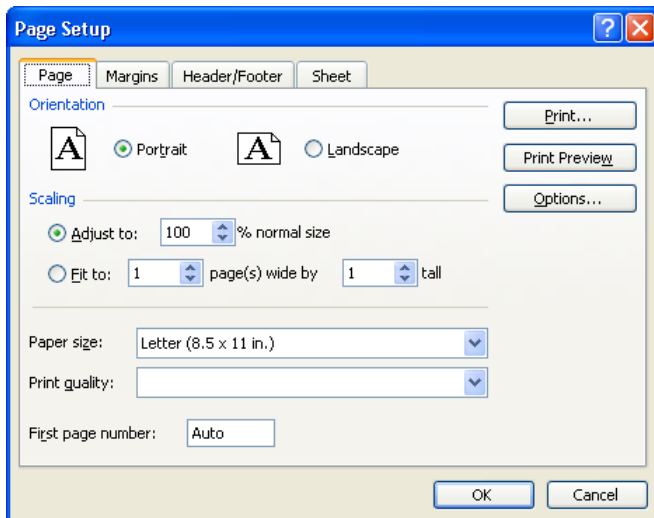 Page Setup
Page Margins Header/Footer Sheet
Orientation
Print...
A Portrait A Landscape
Print Preview
Scaling
Options...
Adjust to: 100 % normal size
Fit to: 1 page(s) wide by 1 tall
Paper size: Letter (8.5 x 11 in.)
Print quality:
First page number: Auto
OK Cancel